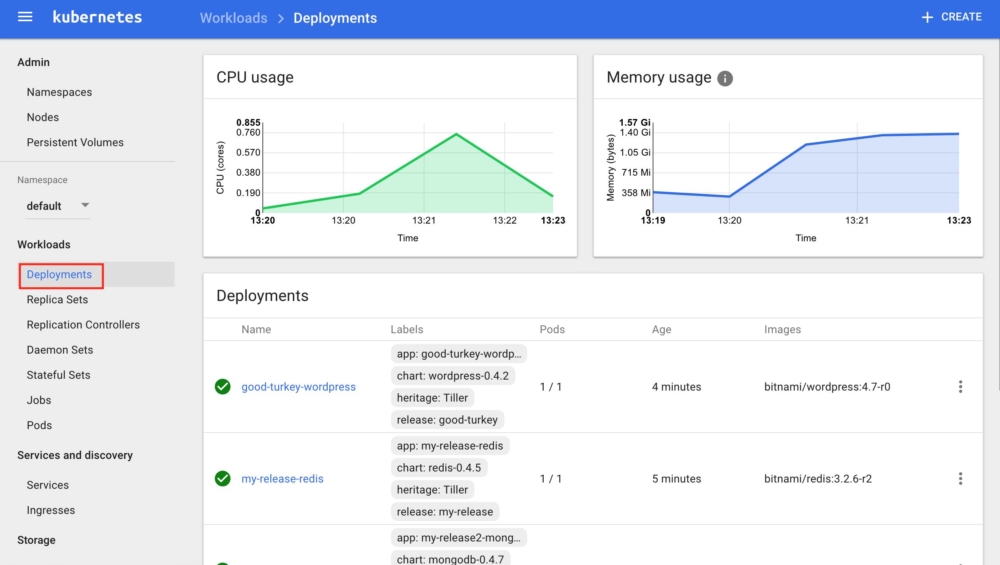 kubernetes
Workloads > Deployments
+ CREATE
Admin
Namespaces
Nodes
Persistent Volumes
Namespace
default
Workloads
Deployments
Replica Sets
Replication Controllers
Daemon Sets
Stateful Sets
Jobs
Pods
Services and discovery
Services
Ingresses
Storage
CPU usage
CPU (cores)
0.855
0.760
0.570
0.380
0.190
0
13:20 13:20 13:21 13:22 13:23
Time
Memory usage i
Memory (bytes)
1.57 Gi
1.40 Gi
1.05 Gi
715 Mi
358 Mi
0
13:19 13:20 13:21 13:23
Time
Deployments
Name Labels Pods Age Images
good-turkey-wordpress
app: good-turkey-wordp...
chart: wordpress-0.4.2
heritage: Tiller
release: good-turkey
1 / 1
4 minutes
bitnami/wordpress:4.7-r0
my-release-redis
app: my-release-redis
chart: redis-0.4.5
heritage: Tiller
release: my-release
1 / 1
5 minutes
bitnami/redis:3.2.6-r2
app: my-release2-mong...
chart: mongodb-0.4.7